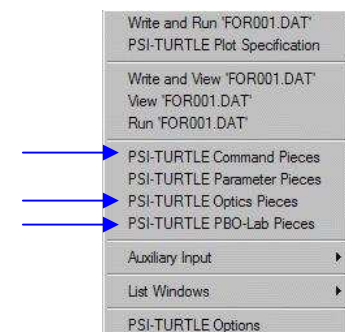 Write and Run 'FOR001.DAT'
PSI-TURTLE Plot Specification
Write and View 'FOR001.DAT'
View 'FOR001.DAT'
Run 'FOR001.DAT'
PSI-TURTLE Command Pieces
PSI-TURTLE Parameter Pieces
PSI-TURTLE Optics Pieces
PSI-TURTLE PBO-Lab Pieces
Auxiliary Input
List Windows
PSI-TURTLE Options